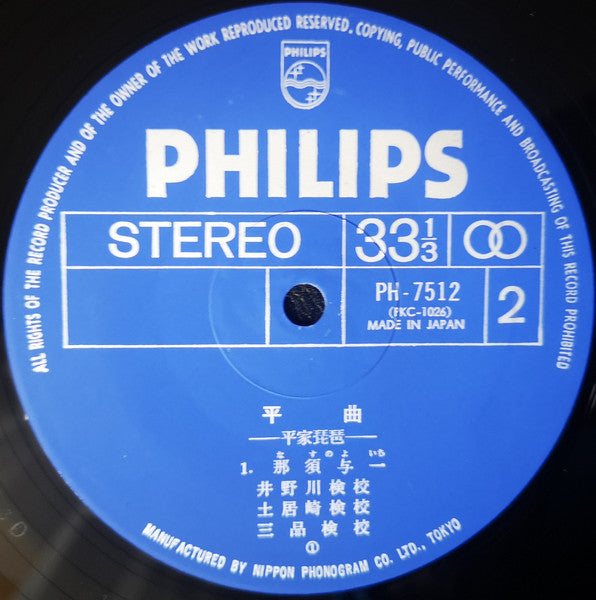 ALL RIGHTS OF THE RECORD PRODUCER AND OF THE OWNER OF THE WORK REPRODUCED RESERVED. COPYING, PUBLIC PERFORMANCE AND BROADCASTING OF THIS RECORD PROHIBITED
PHILIPS
PHILIPS
STEREO
33⅓
PH-7512
(FKC-1026)
MADE IN JAPAN
2
平曲
—平家琵琶—
なすのよいち
1. 那須与一
井野川検校
土居崎検校
三品検校
①
MANUFACTURED BY NIPPON PHONOGRAM CO. LTD., TOKYO